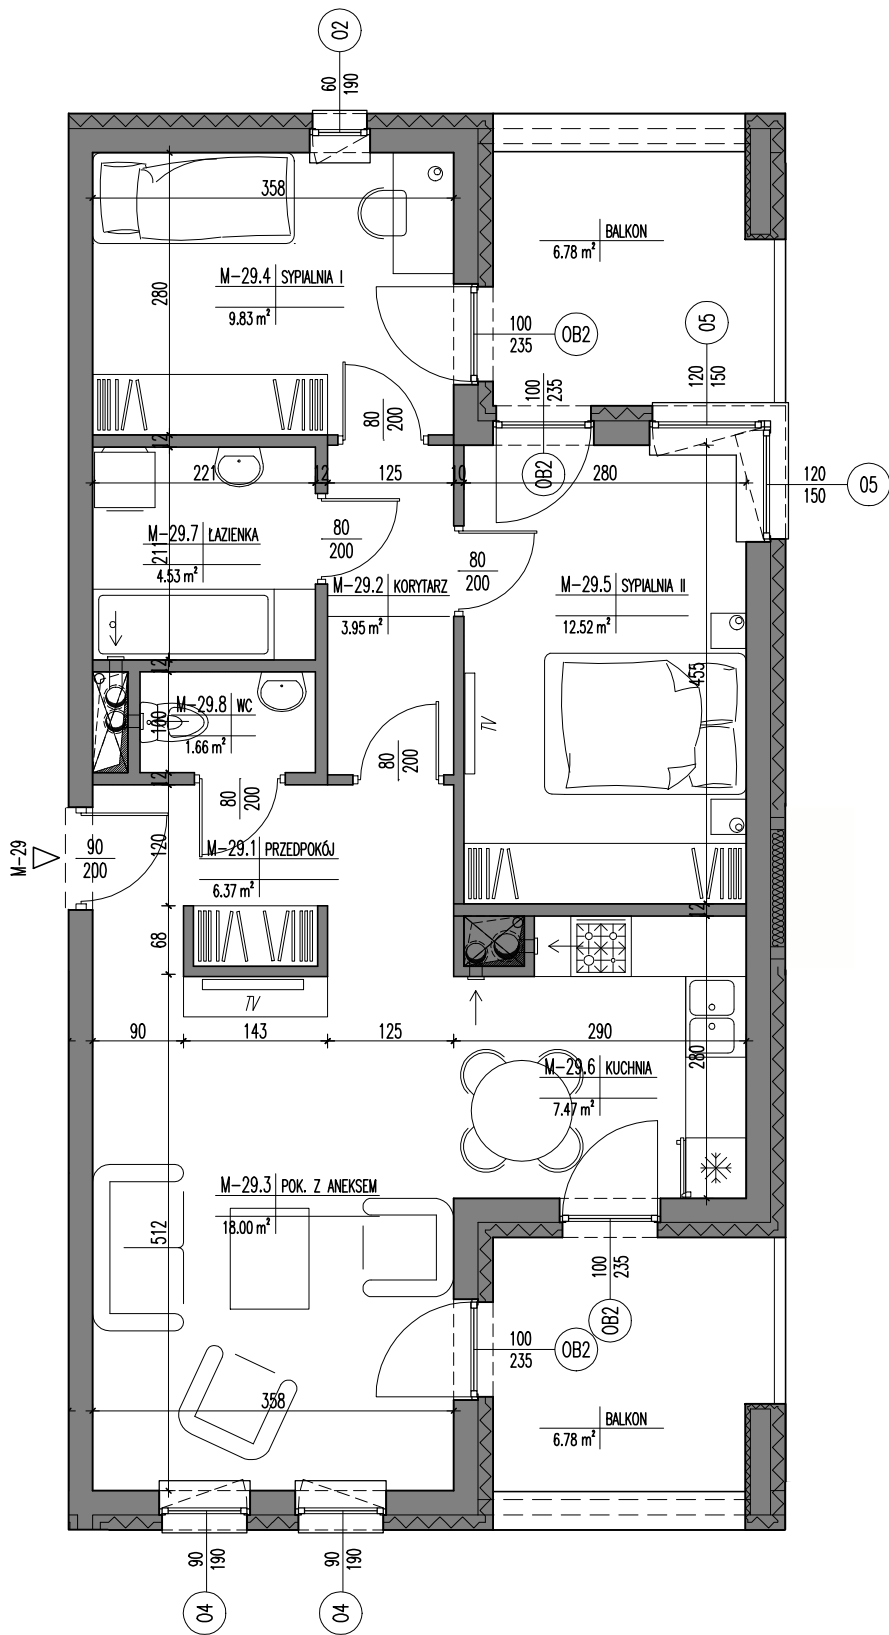 02
60
190
358
BALKON
6.78 m²
M-29.4 SYPIALNIA I
9.83 m²
280
05
100
235
OB2
120
150
100
235
80
200
12
221
12
125
10
OB2
280
120
150
05
M-29.7 ŁAZIENKA
4.53 m²
211
80
200
80
200
M-29.2 KORYTARZ
3.95 m²
M-29.5 SYPIALNIA II
12.52 m²
12
455
M-29.8 WC
1.66 m²
100
TV
80
200
12
80
200
M-29
90
200
120
M-29.1 PRZEDPOKÓJ
6.37 m²
12
68
TV
90
143
125
290
280
M-29.6 KUCHNIA
7.47 m²
M-29.3 POK. Z ANEKSEM
18.00 m²
512
100
235
OB2
100
235
OB2
358
BALKON
6.78 m²
90
190
90
190
04
04